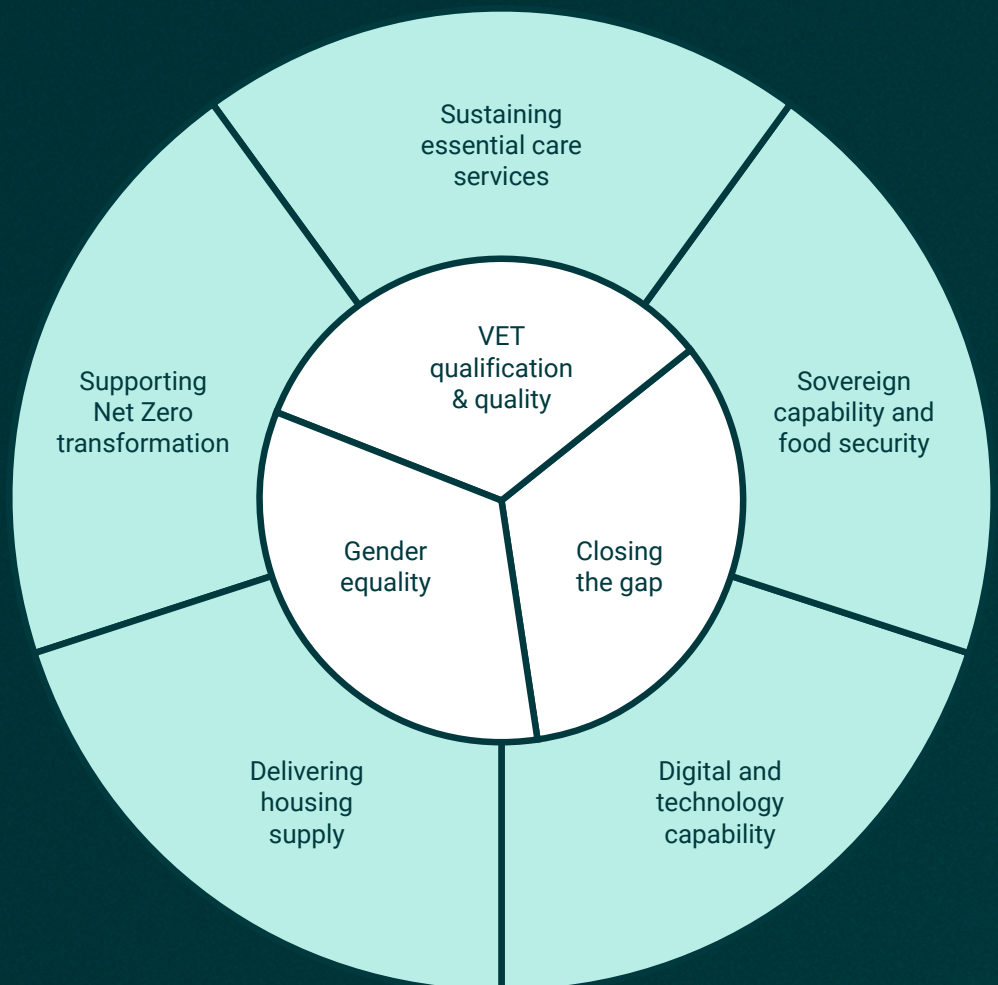 Sustaining
essential care
services
VET
qualification
& quality
Supporting
Net Zero
transformation
Sovereign
capability and
food security
Gender
equality
Closing
the gap
Delivering
housing
supply
Digital and
technology
capability